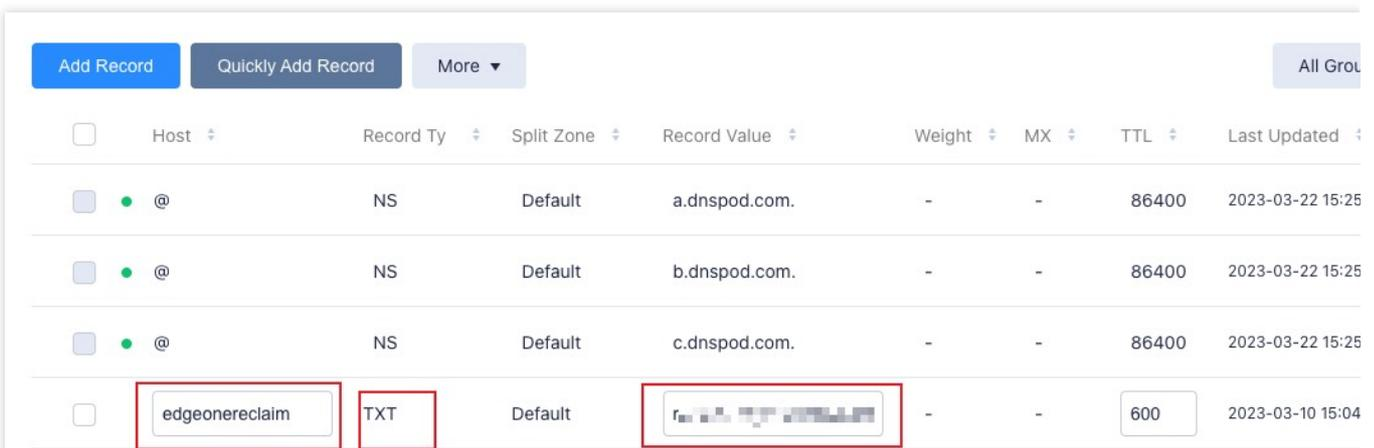 Add Record Quickly Add Record More All Grou
Host Record Ty Split Zone Record Value Weight MX TTL Last Updated
@ NS Default a.dnspod.com. - - 86400 2023-03-22 15:25
@ NS Default b.dnspod.com. - - 86400 2023-03-22 15:25
@ NS Default c.dnspod.com. - - 86400 2023-03-22 15:25
edgeonereclaim TXT Default - - 600 2023-03-10 15:04